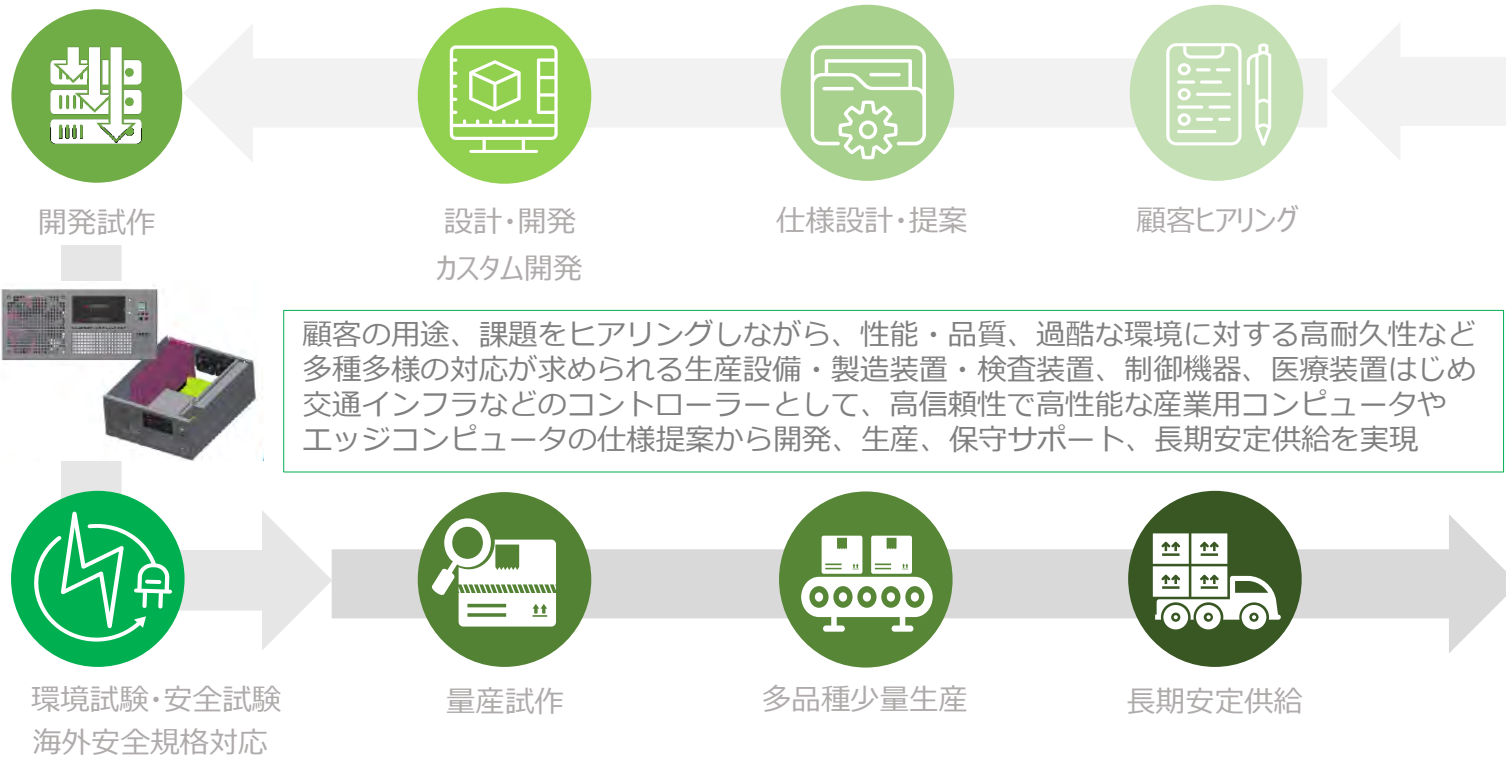 開発試作
設計・開発
カスタム開発
仕様設計・提案
顧客ヒアリング
顧客の用途、課題をヒアリングしながら、性能・品質、過酷な環境に対する高耐久性など
多種多様の対応が求められる生産設備・製造装置・検査装置、制御機器、医療装置はじめ
交通インフラなどのコントローラーとして、高信頼性で高性能な産業用コンピュータや
エッジコンピュータの仕様提案から開発、生産、保守サポート、長期安定供給を実現
環境試験・安全試験
海外安全規格対応
量産試作
多品種少量生産
長期安定供給